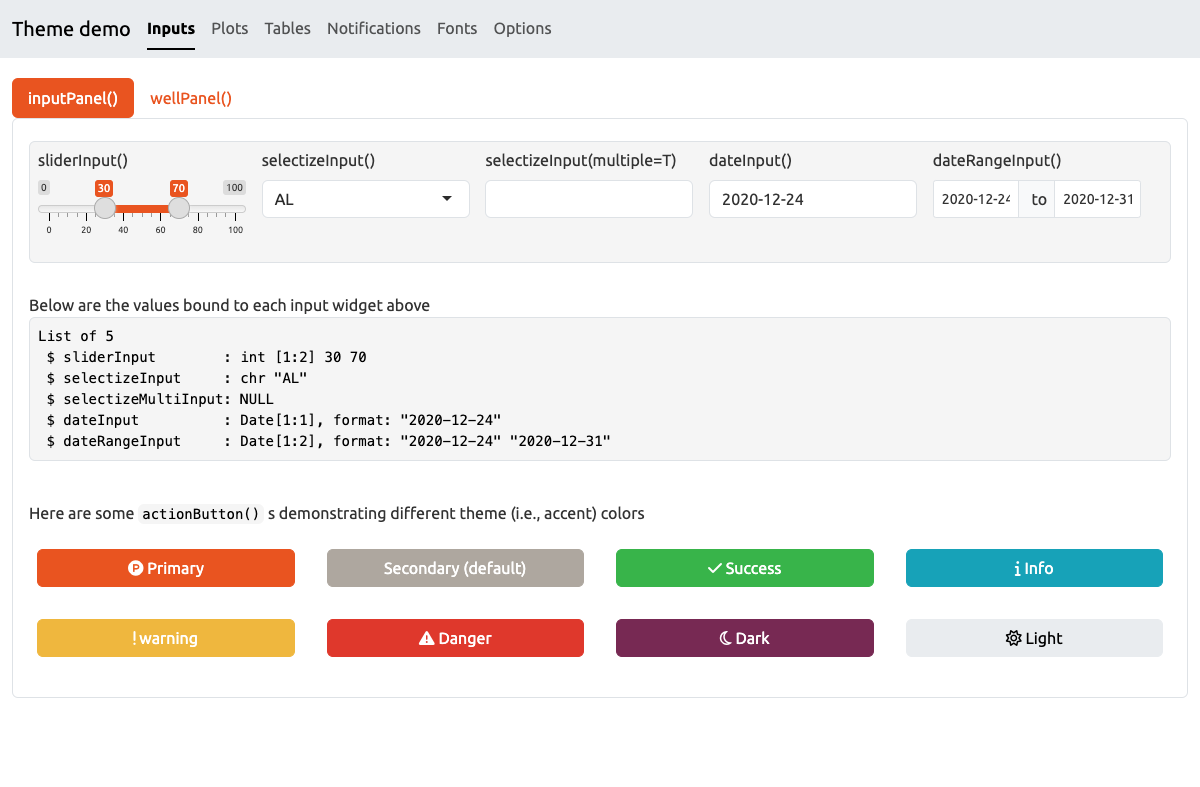 Theme demo Inputs Plots Tables Notifications Fonts Options
inputPanel() wellPanel()
sliderInput() selectizeInput() selectizeInput(multiple=T) dateInput() dateRangeInput()
0 30 70 100
AL 2020-12-24 2020-12-24 to 2020-12-31
0 20 40 60 80 100
Below are the values bound to each input widget above
List of 5
 $ sliderInput        : int [1:2] 30 70
 $ selectizeInput     : chr "AL"
 $ selectizeMultiInput: NULL
 $ dateInput          : Date[1:1], format: "2020-12-24"
 $ dateRangeInput     : Date[1:2], format: "2020-12-24" "2020-12-31"
Here are some actionButton() s demonstrating different theme (i.e., accent) colors
Primary Secondary (default) Success Info
warning Danger Dark Light